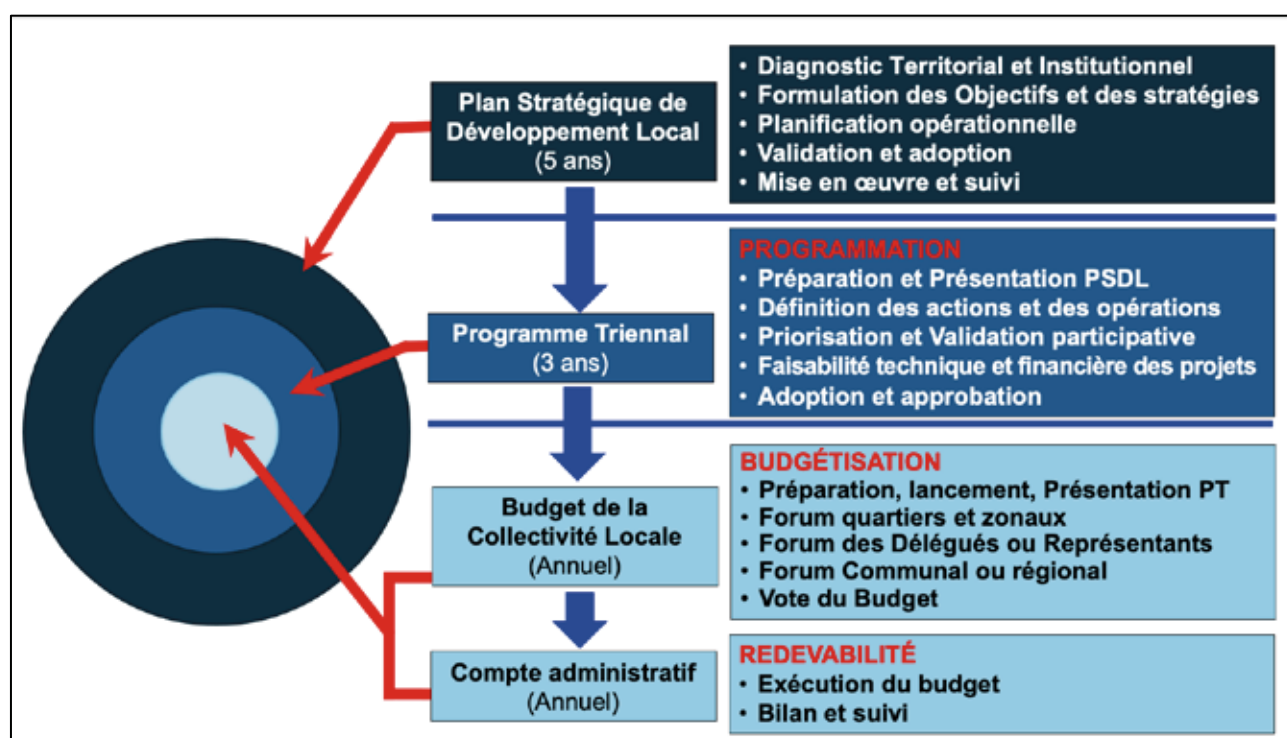 Plan Stratégique de
Développement Local
(5 ans)
• Diagnostic Territorial et Institutionnel
• Formulation des Objectifs et des stratégies
• Planification opérationnelle
• Validation et adoption
• Mise en œuvre et suivi
Programme Triennal
(3 ans)
PROGRAMMATION
• Préparation et Présentation PSDL
• Définition des actions et des opérations
• Priorisation et Validation participative
• Faisabilité technique et financière des projets
• Adoption et approbation
Budget de la
Collectivité Locale
(Annuel)
BUDGÉTISATION
• Préparation, lancement, Présentation PT
• Forum quartiers et zonaux
• Forum des Délégués ou Représentants
• Forum Communal ou régional
• Vote du Budget
Compte administratif
(Annuel)
REDEVABILITÉ
• Exécution du budget
• Bilan et suivi